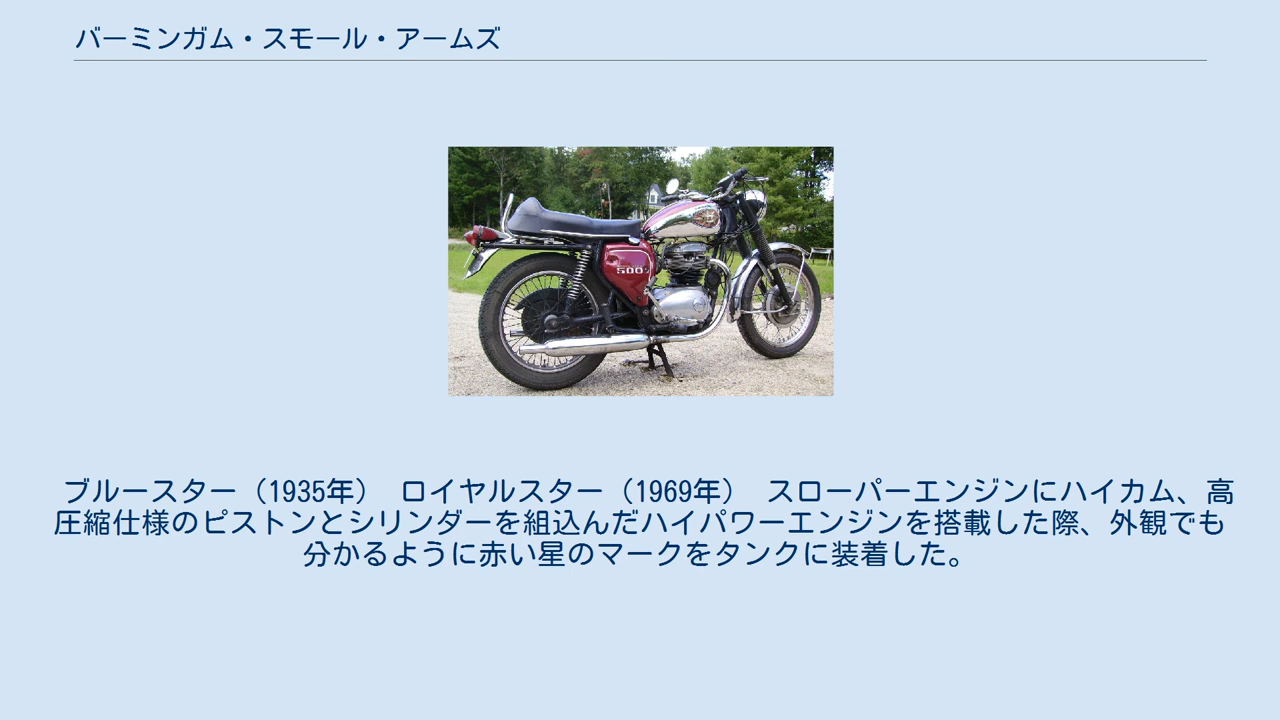 バーミンガム・スモール・アームズ
500
ブルースター（1935年） ロイヤルスター（1969年） スローパーエンジンにハイカム、高
圧縮仕様のピストンとシリンダーを組込んだハイパワーエンジンを搭載した際、外観でも
分かるように赤い星のマークをタンクに装着した。